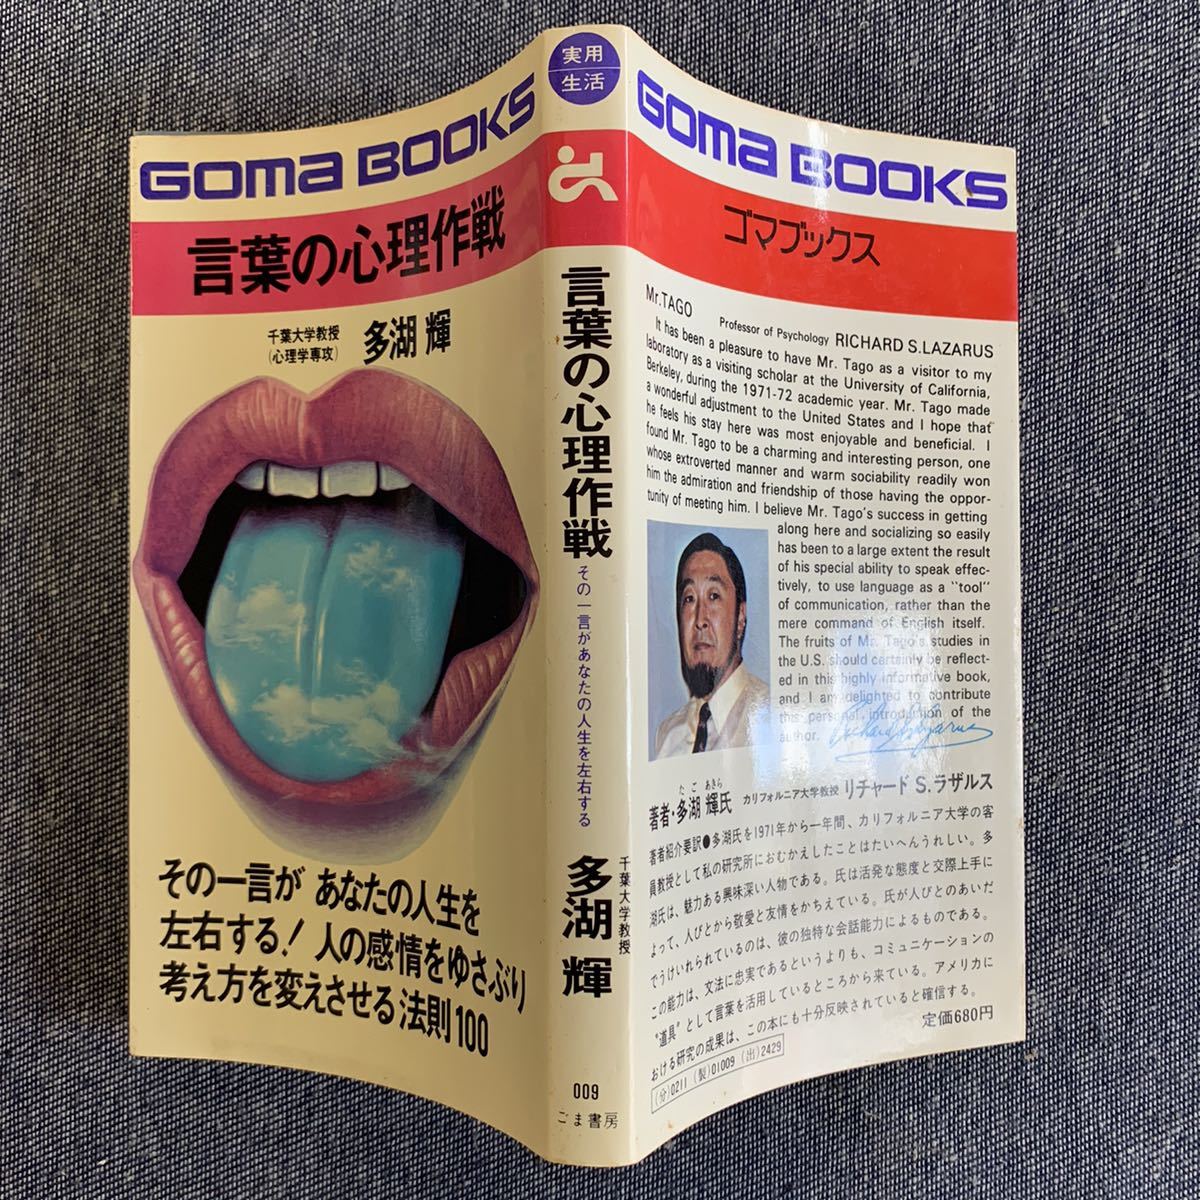 GOMA BOOKS
言葉の心理作戦
千葉大学教授
(心理学専攻)
多湖 輝
その一言が あなたの人生を
左右する! 人の感情をゆさぶり
考え方を変えさせる法則100
実用
生活
言葉の心理作戦
その一言があなたの人生を左右する
千葉大学教授
多湖 輝
009
ごま書房
GOMA BOOKS
ゴマブックス
Mr.TAGO
Professor of Psychology RICHARD S.LAZARUS
It has been a pleasure to have Mr. Tago as a visitor to my
laboratory as a visiting scholar at the University of California,
Berkeley, during the 1971-72 academic year. Mr. Tago made
a wonderful adjustment to the United States and I hope that
he feels his stay here was most enjoyable and beneficial. I
found Mr. Tago to be a charming and interesting person, one
whose extroverted manner and warm sociability readily won
him the admiration and friendship of those having the oppor-
tunity of meeting him. I believe Mr. Tago's success in getting
along here and socializing so easily
has been to a large extent the result
of his special ability to speak effec-
tively, to use language as a "tool"
of communication, rather than the
mere command of English itself.
The fruits of Mr. Tago's studies in
the U.S. should certainly be reflect-
ed in this highly informative book,
and I am delighted to contribute
this personal introduction of the
author. Richard S. Lazarus
たご あきら
著者・多湖 輝氏 カリフォルニア大学教授 リチャード S.ラザルス
著者紹介要訳●多湖氏を1971年から一年間、カリフォルニア大学の客
員教授として私の研究所におむかえしたことはたいへんうれしい。多
湖氏は、魅力ある興味深い人物である。氏は活発な態度と交際上手に
よって、人びとから敬愛と友情をかちえている。氏が人びとのあいだ
でうけいれられているのは、彼の独特な会話能力によるものである。
この能力は、文法に忠実であるというよりも、コミュニケーションの
“道具”として言葉を活用しているところから来ている。アメリカに
おける研究の成果は、この本にも十分反映されていると確信する。
定価680円
(分)0211 (製)01009 (出)2429